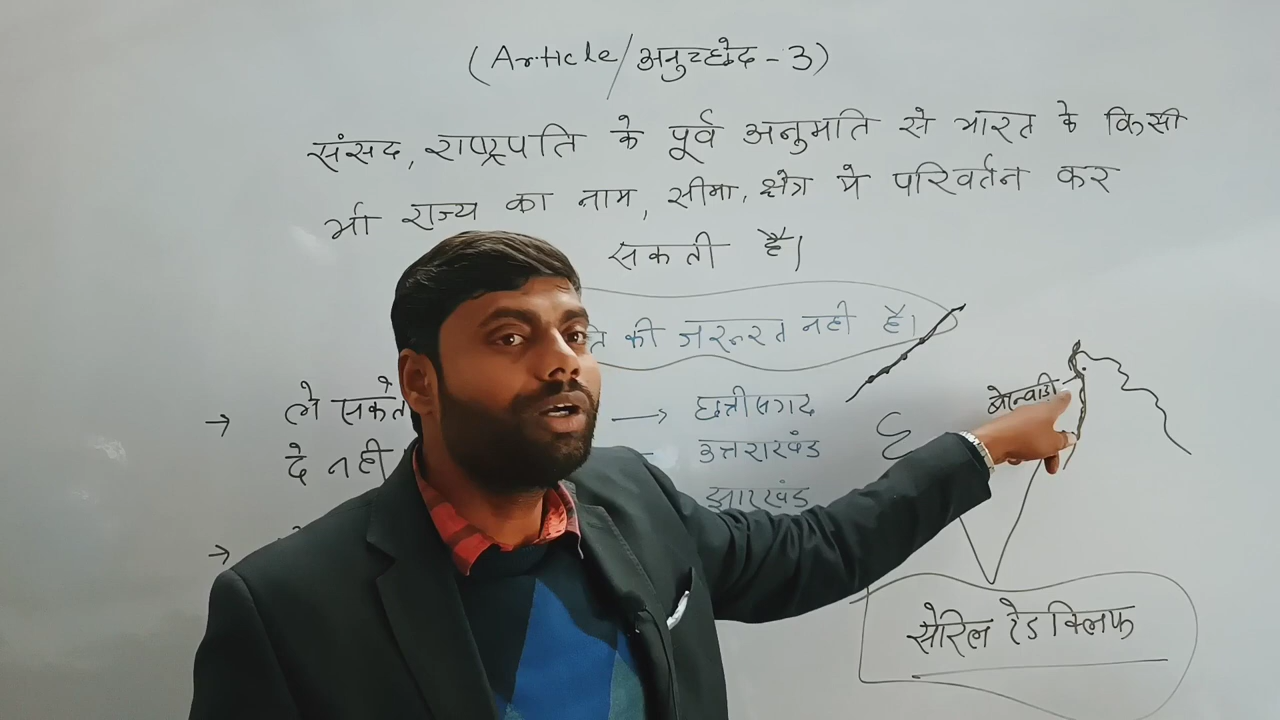 (Article/अनुच्छेद - 3)
संसद, राष्ट्रपति के पूर्व अनुमति से भारत के किसी
भी राज्य का नाम, सीमा, क्षेत्र मे परिवर्तन कर
सकती है।
ति की जरूरत नही है।
→ ले सकते → छत्तीसगढ
दे नही उत्तराखंड
झारखंड
→
सेरिल रेडक्लिफ